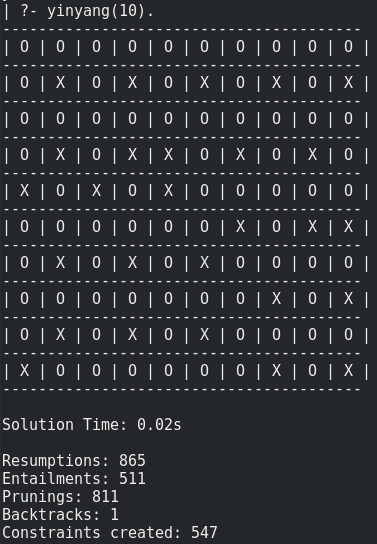 | ?- yinyang(10).
----------------------------------------
| O | O | O | O | O | O | O | O | O | O |
----------------------------------------
| O | X | O | X | O | X | O | X | O | X |
----------------------------------------
| O | O | O | O | O | O | O | O | O | O |
----------------------------------------
| O | X | O | X | X | O | X | O | X | O |
----------------------------------------
| X | O | X | O | X | O | O | O | O | O |
----------------------------------------
| O | O | O | O | O | O | X | O | X | X |
----------------------------------------
| O | X | O | X | O | X | O | O | O | O |
----------------------------------------
| O | O | O | O | O | O | O | X | O | X |
----------------------------------------
| O | X | O | X | O | X | O | O | O | O |
----------------------------------------
| X | O | O | O | O | O | O | X | O | X |
----------------------------------------
Solution Time: 0.02s
Resumptions: 865
Entailments: 511
Prunings: 811
Backtracks: 1
Constraints created: 547